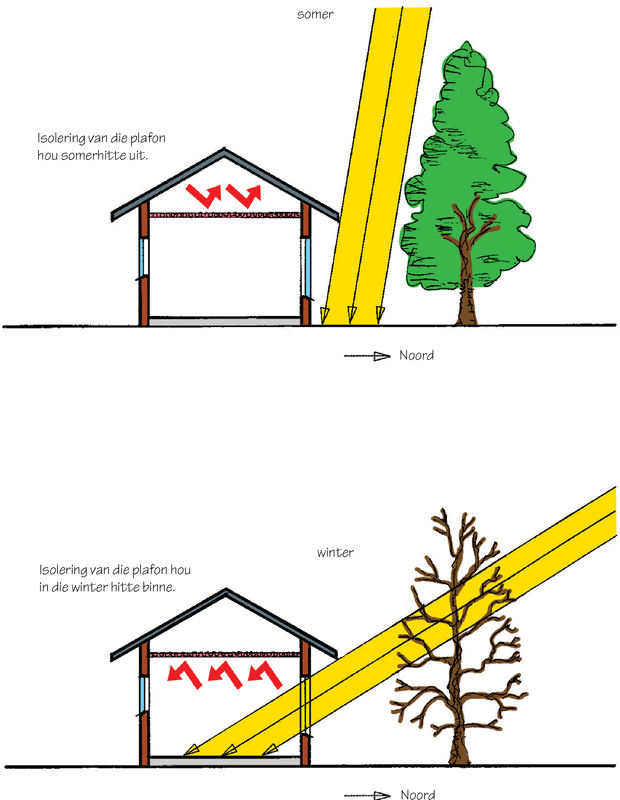 somer
Isolering van die plafon
hou somerhitte uit.
Noord
winter
Isolering van die plafon hou
in die winter hitte binne.
Noord